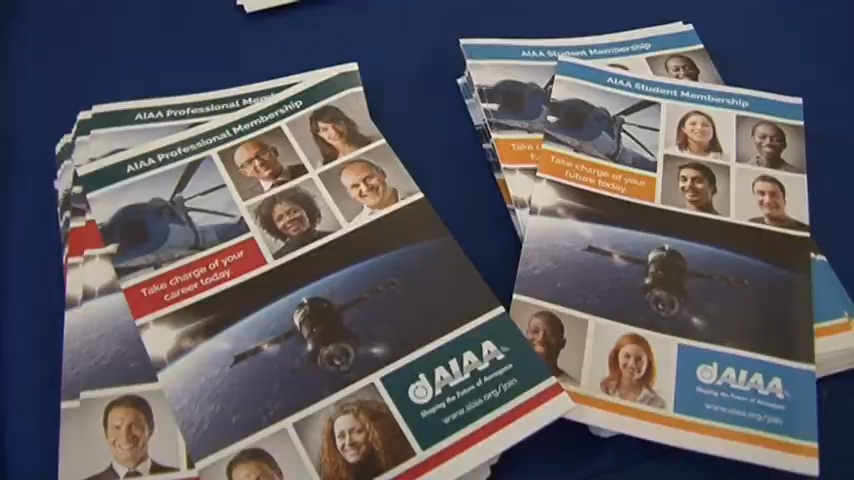 AIAA Professional Mem
AIAA Professional Membership
Take charge of your
career today.
AIAA
Shaping the Future of Aerospace
www.aiaa.org/join
AIAA Student Membership
Take c
AIAA Student Membership
Take charge of your
future today.
AIAA
Shaping the Future of Aerospace
www.aiaa.org/join